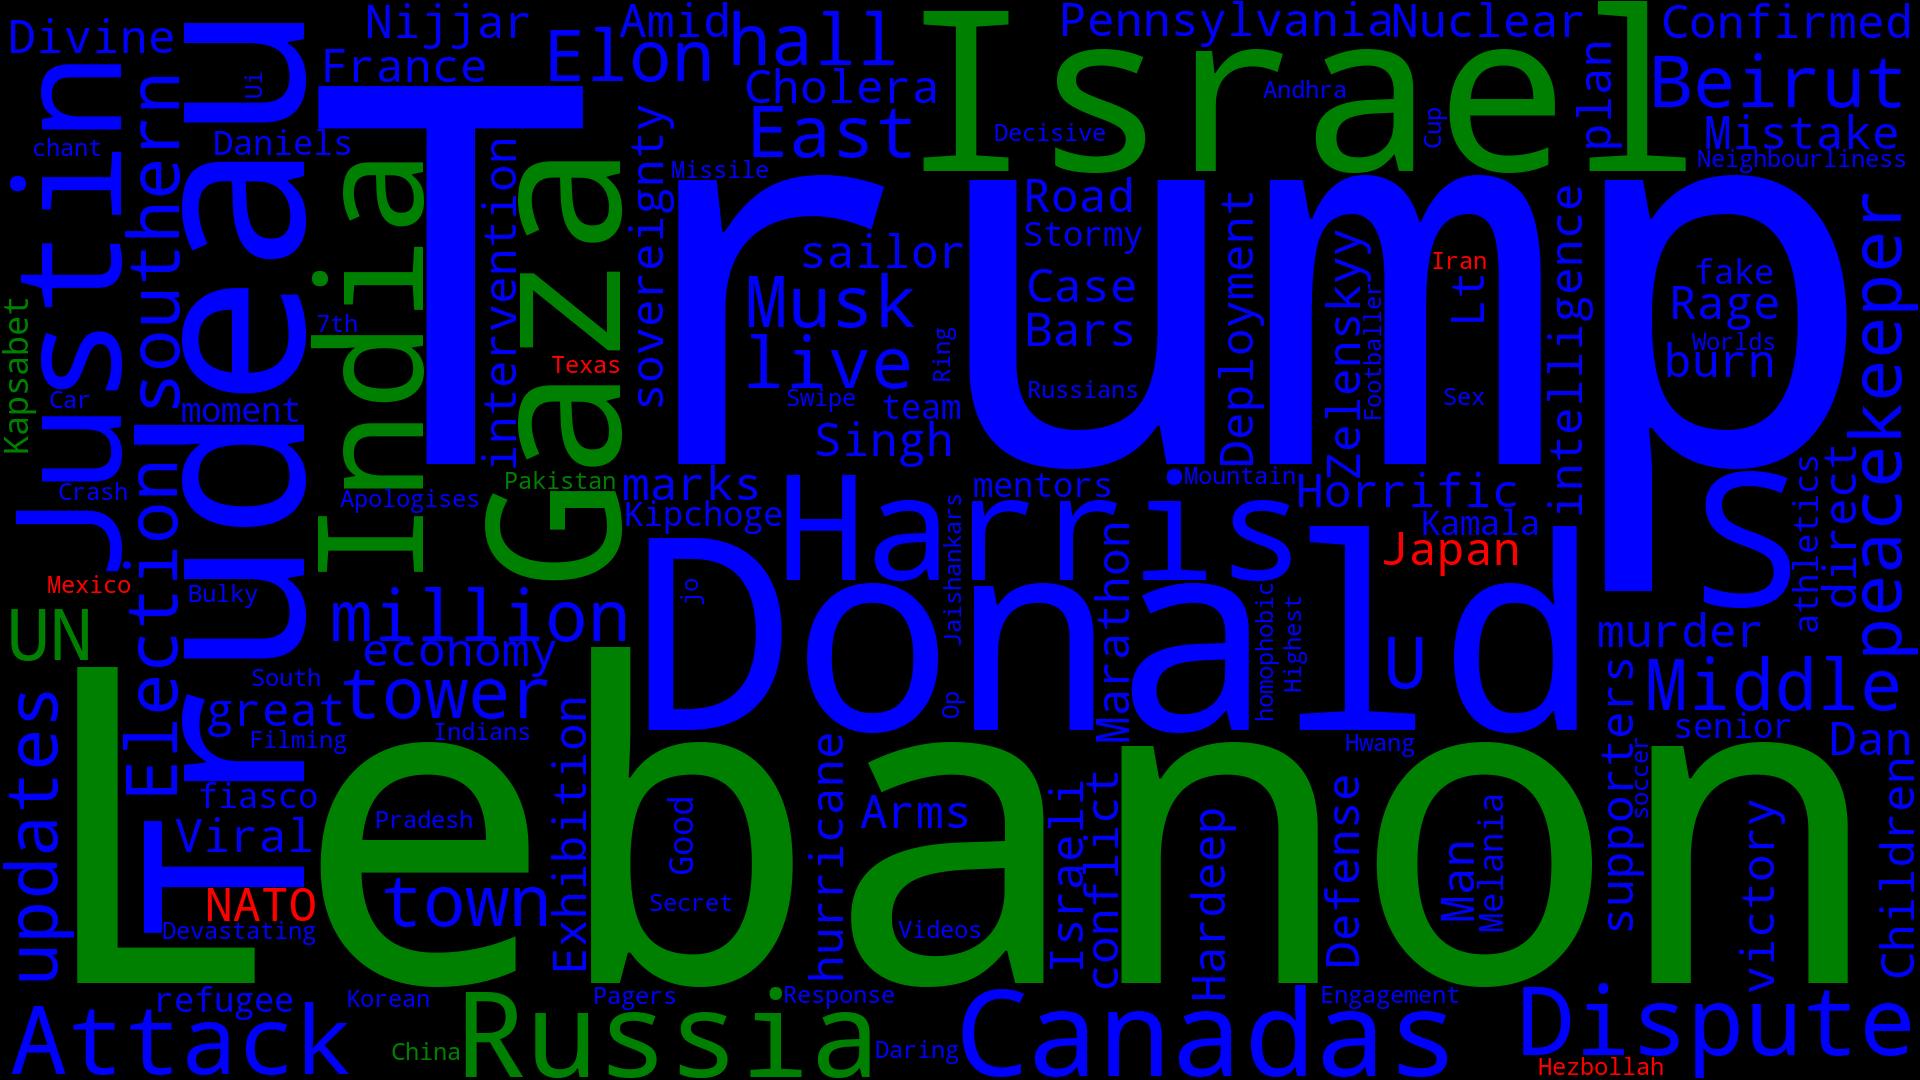 Divine
Nijjar
Amid
Elon
hall
Israel
Pennsylvania
Nuclear
Confirmed
France
Ui
Cholera
East
Decisive
Andhra
Cup
plan
Beirut
Mistake
Neighbourliness
chant
Justin
southern
Trudeau
Daniels
Trump
India
intervention
Gaza
sovereignty
Missile
sailor
Road
Stormy
Deployment
Zelenskyy
Iran
Lt
intelligence
fake
Rage
Worlds
burn
peacekeeper
7th
Texas
Musk
Case
Bars
Footballer
Kapsabet
Car
moment
live
Ring
Swipe
team
Russians
Sex
Singh
Crash
Election
Apologises
Pakistan
marks
Kipchoge
Harris
mentors
Mountain
Horrific
Kamala
Japan
s
athletics
direct
Mexico
Bulky
UN
million
economy
Donald
jo
Jaishankars
Marathon
homophobic
Highest
U
murder
Middle
South
great
tower
Filming
Indians
Op
Hwang
supporters
senior
soccer
Dan
updates
Lebanon
fiasco
Viral
Pradesh
Exhibition
Good
hurricane
Arms
Israeli
conflict
Hardeep
Defense
Man
Melania
victory
children
NATO
Devastating
town
Secret
Videos
refugee
Korean
Pagers
Response
Engagement
Attack
China
Russia
Daring
Canadas
Dispute
Hezbollah